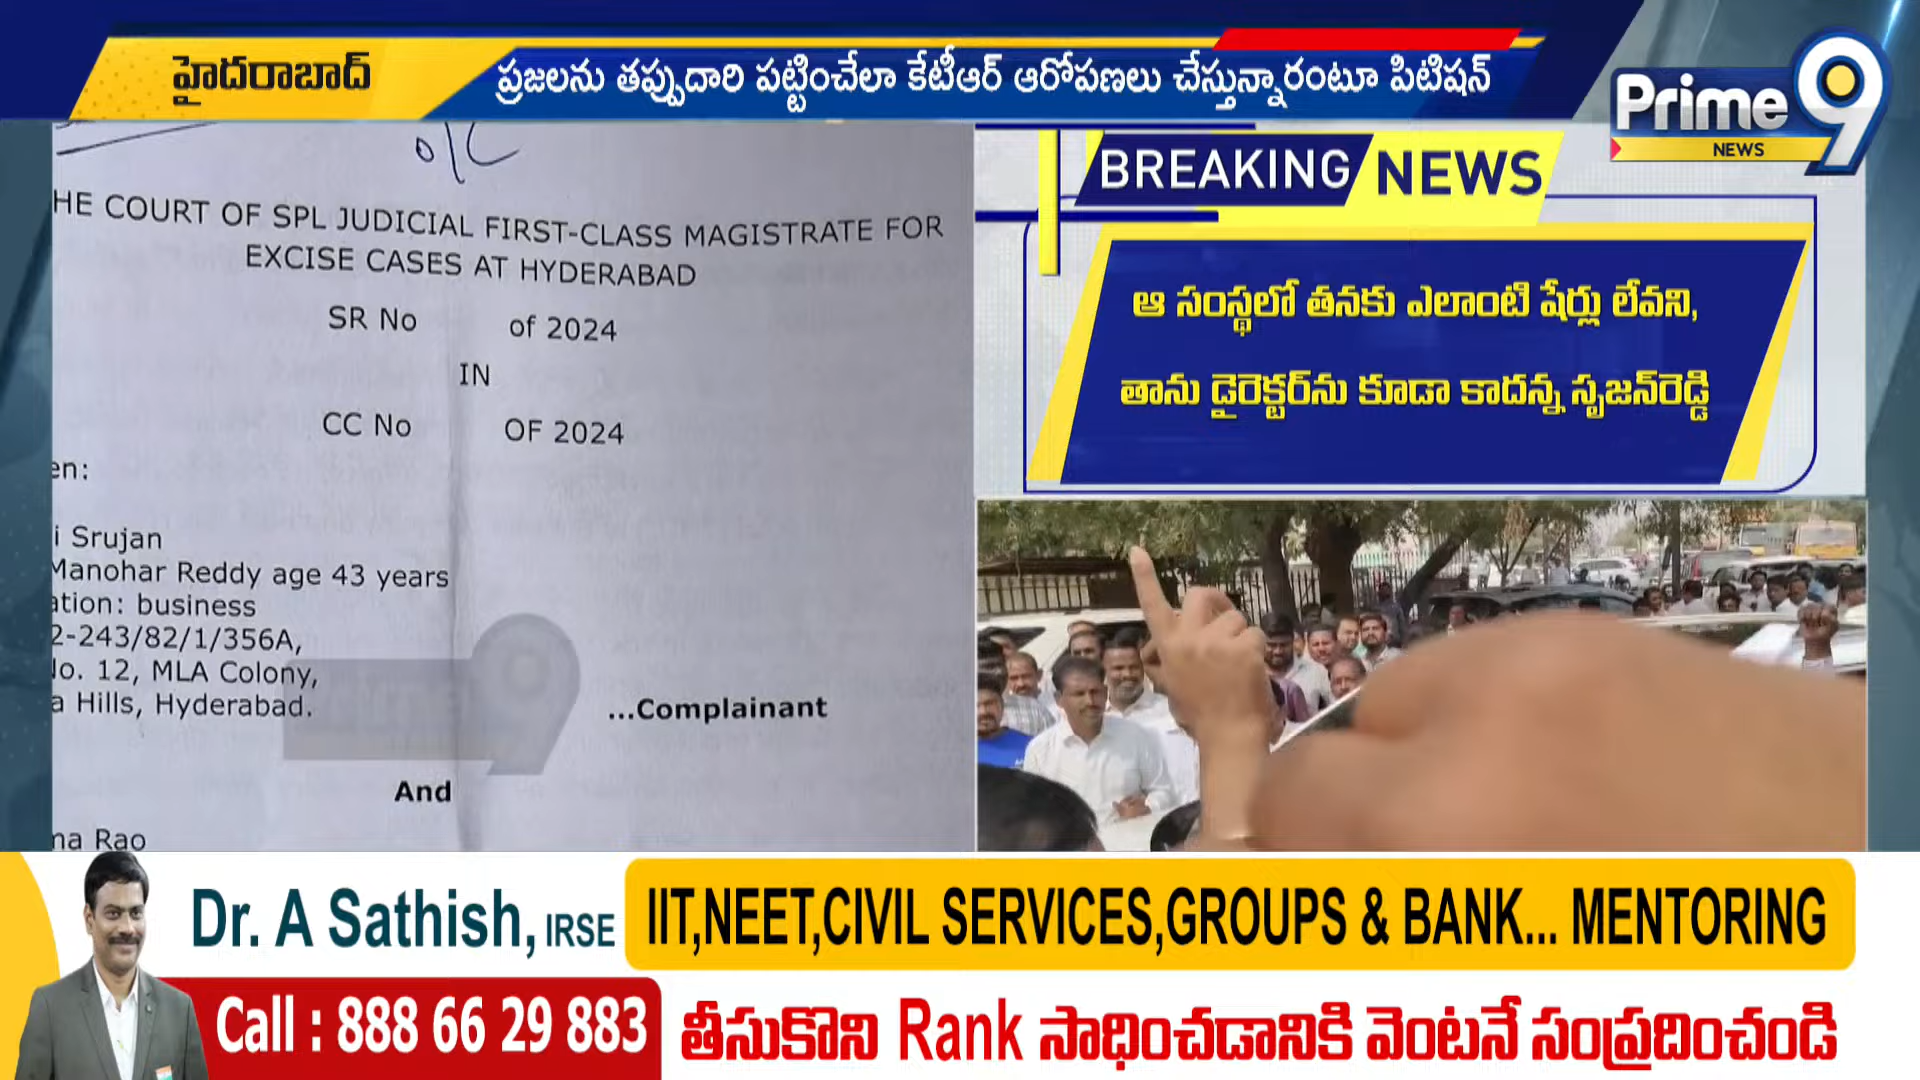 హైదరాబాద్
ప్రజలను తప్పుదారి పట్టించేలా కేటీఆర్ ఆరోపణలు చేస్తున్నారంటూ పిటిషన్
Prime9
NEWS
BREAKING NEWS
ఆ సంస్థలో తనకు ఎలాంటి షేర్లు లేవని,
తాను డైరెక్టర్‌ను కూడా కాదన్న సృజన్‌రెడ్డి
o/c
HE COURT OF SPL JUDICIAL FIRST-CLASS MAGISTRATE FOR
EXCISE CASES AT HYDERABAD
SR No of 2024
IN
CC No OF 2024
en:
i Srujan
Manohar Reddy age 43 years
ation: business
2-243/82/1/356A,
No. 12, MLA Colony,
a Hills, Hyderabad.
...Complainant
And
ma Rao
Dr. A Sathish, IRSE
IIT,NEET,CIVIL SERVICES,GROUPS & BANK... MENTORING
Call : 888 66 29 883
తీసుకొని Rank సాధించడానికి వెంటనే సంప్రదించండి